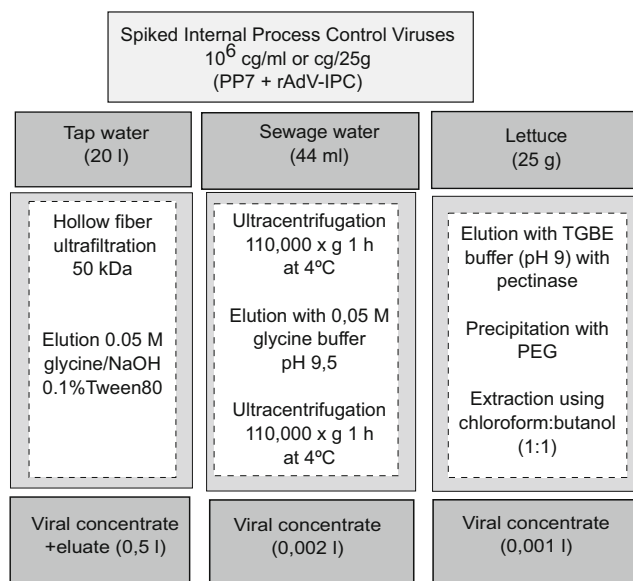 Spiked Internal Process Control Viruses
10^6 cg/ml or cg/25g
(PP7 + rAdV-IPC)
Tap water
(20 l)
Hollow fiber
ultrafiltration
50 kDa
Elution 0.05 M
glycine/NaOH
0.1%Tween80
Viral concentrate
+eluate (0,5 l)
Sewage water
(44 ml)
Ultracentrifugation
110,000 x g 1 h
at 4ºC
Elution with 0,05 M
glycine buffer
pH 9,5
Ultracentrifugation
110,000 x g 1 h
at 4ºC
Viral concentrate
(0,002 l)
Lettuce
(25 g)
Elution with TGBE
buffer (pH 9) with
pectinase
Precipitation with
PEG
Extraction using
chloroform:butanol
(1:1)
Viral concentrate
(0,001 l)